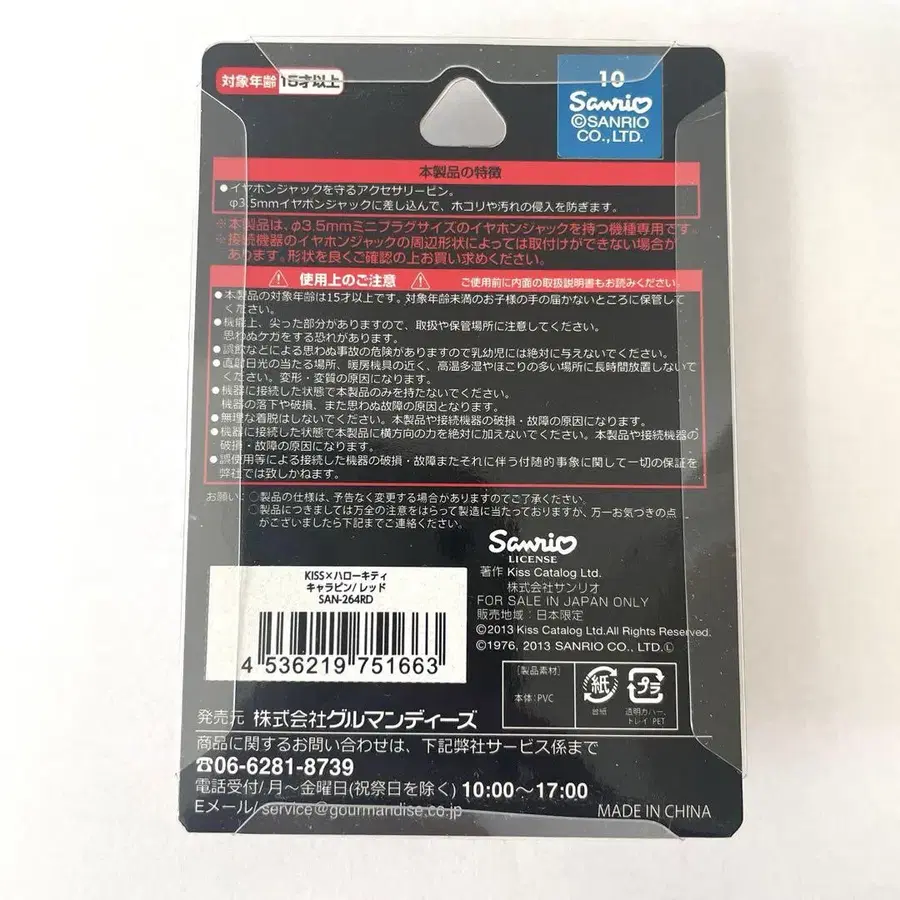 対象年齢 15才以上
10
Sanrio
©SANRIO
CO.,LTD.
本製品の特徴
●イヤホンジャックを守るアクセサリーピン。
φ3.5mmイヤホンジャックに差し込んで、ホコリや汚れの侵入を防ぎます。
※本製品は、φ3.5mmミニプラグサイズのイヤホンジャックを持つ機種専用です。
※接続機器のイヤホンジャックの周辺形状によっては取付けができない場合が
あります。形状を良くご確認の上お買い求めください。
使用上のご注意 ご使用前に内面の取扱説明書もお読みください。
●本製品の対象年齢は15才以上です。対象年齢未満のお子様の手の届かないところに保管して
ください。
●機能上、尖った部分がありますので、取扱や保管場所に注意してください。
思わぬケガをする恐れがあります。
●誤飲などによる思わぬ事故の危険がありますので乳幼児には絶対に与えないでください。
●直射日光の当たる場所、暖房機具の近く、高温多湿やほこりの多い場所に長時間放置しないで
ください。変形・変質の原因になります。
●機器に接続した状態で本製品のみを持たないでください。
機器の落下や破損、また思わぬ故障の原因となります。
●無理な着脱はしないでください。本製品や接続機器の破損・故障の原因になります。
●機器に接続した状態で本製品に横方向の力を絶対に加えないでください。本製品や接続機器の
破損・故障の原因になります。
●誤使用等による接続した機器の破損・故障またそれに伴う付随的事象に関して一切の保証を
弊社では致しかねます。
お願い:○製品の仕様は、予告なく変更する場合がありますのでご了承ください。
○製品につきましては万全の注意をはらって製造に当たっておりますが、万一お気づきの点
がございましたら下記までご連絡ください。
Sanrio
LICENSE
著作 Kiss Catalog Ltd.
株式会社サンリオ
FOR SALE IN JAPAN ONLY
販売地域:日本限定
©2013 Kiss Catalog Ltd.All Rights Reserved.
©1976, 2013 SANRIO CO.,LTD.Ⓛ
KISS×ハローキティ
キャラピン/レッド
SAN-264RD
4 536219 751663
[製品素材]
本体:PVC
紙
台紙
プラ
透明カバー、
トレイ:PET
発売元 株式会社グルマンディーズ
商品に関するお問い合わせは、下記弊社サービス係まで
☎06-6281-8739
電話受付/月〜金曜日(祝祭日を除く) 10:00〜17:00
Eメール/ service@gourmandise.co.jp
MADE IN CHINA